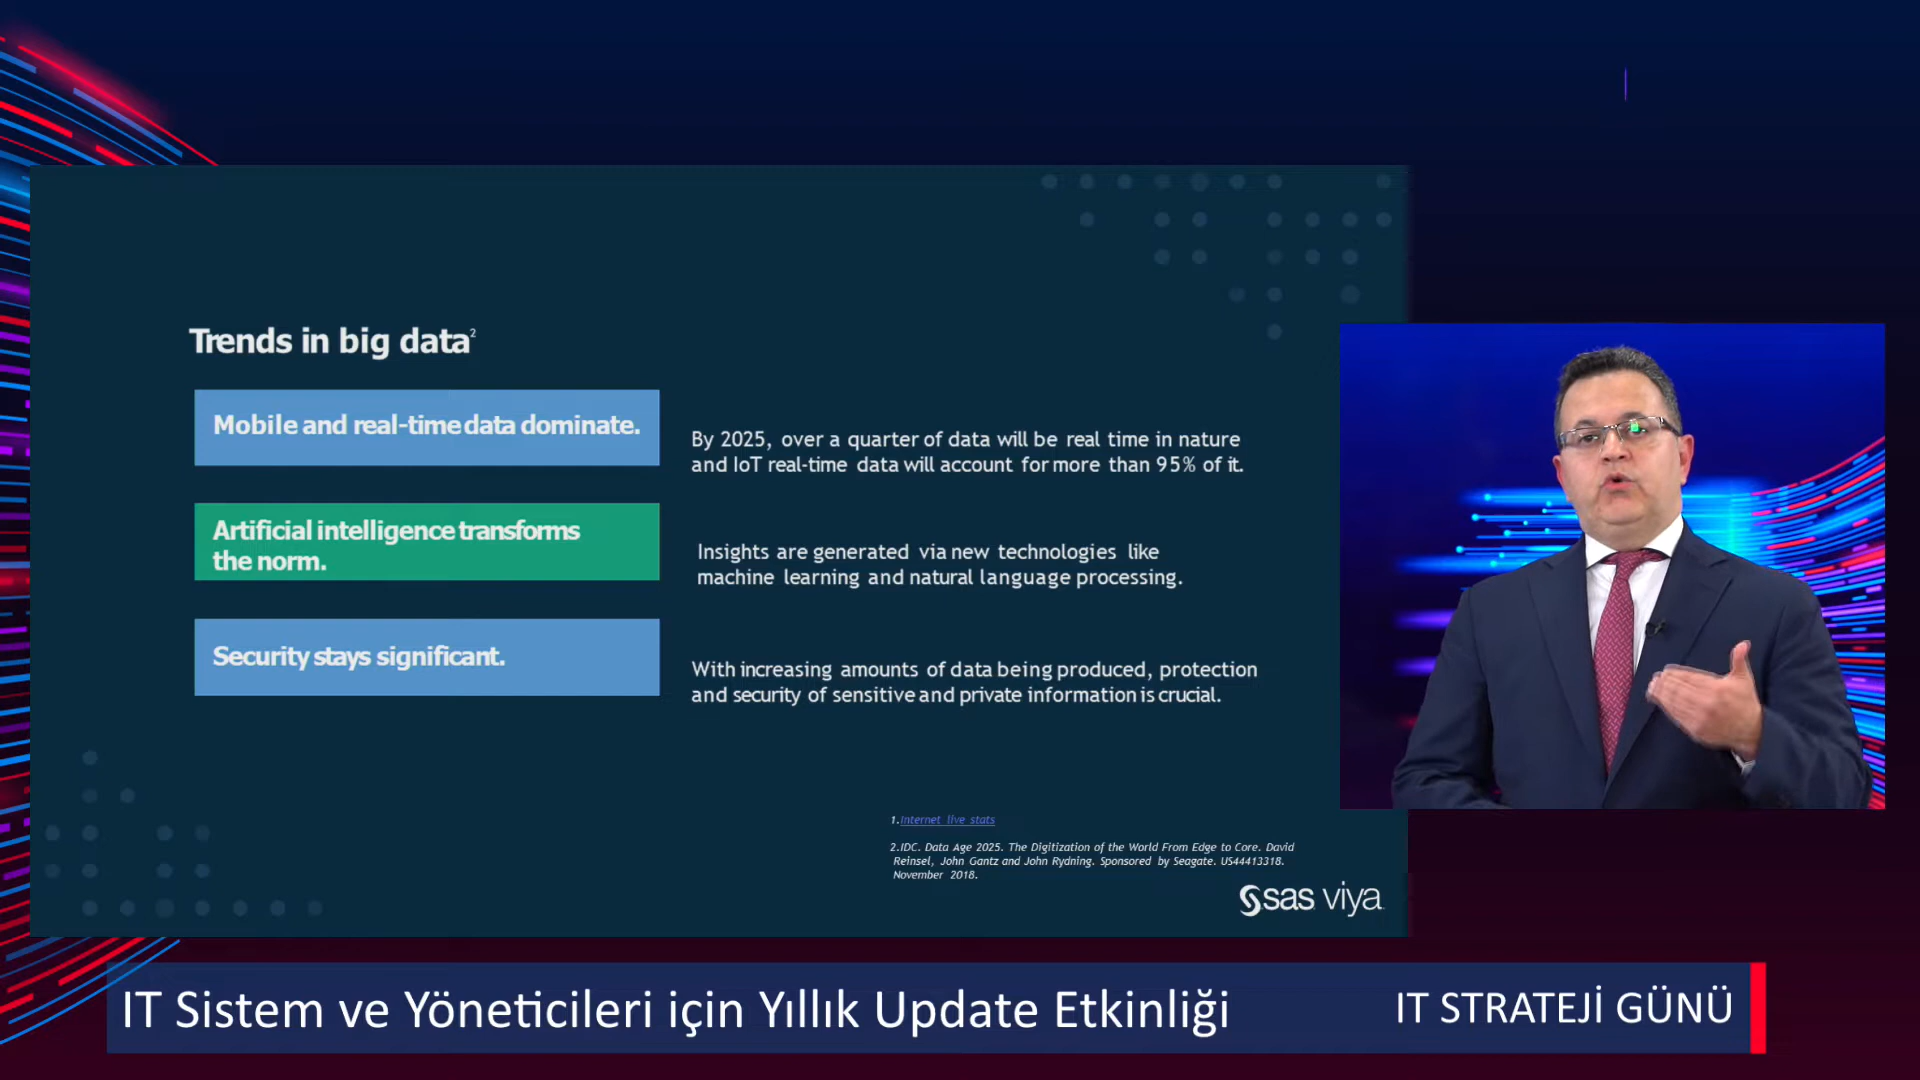 Trends in big data²
Mobile and real-time data dominate.
By 2025, over a quarter of data will be real time in nature
and IoT real-time data will account for more than 95% of it.
Artificial intelligence transforms
the norm.
Insights are generated via new technologies like
machine learning and natural language processing.
Security stays significant.
With increasing amounts of data being produced, protection
and security of sensitive and private information is crucial.
1.Internet live stats
2.IDC. Data Age 2025. The Digitization of the World From Edge to Core. David
Reinsel, John Gantz and John Rydning. Sponsored by Seagate. US44413318.
November 2018.
sas viya
IT Sistem ve Yöneticileri için Yıllık Update Etkinliği
IT STRATEJİ GÜNÜ